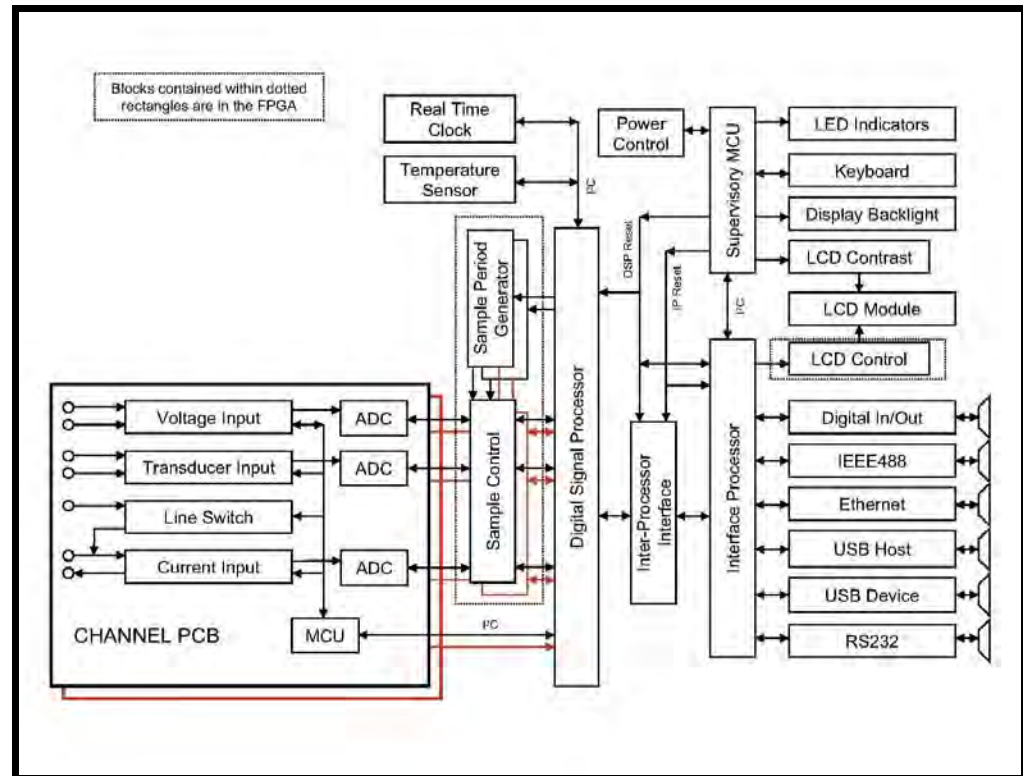 Blocks contained within dotted
rectangles are in the FPGA
Real Time
Clock
Temperature
Sensor
I²C
Power
Control
Supervisory MCU
LED Indicators
Keyboard
Display Backlight
LCD Contrast
LCD Module
LCD Control
DSP Reset
IP Reset
I²C
Sample Period
Generator
Sample Control
Digital Signal Processor
Inter-Processor
Interface
Interface Processor
Digital In/Out
IEEE488
Ethernet
USB Host
USB Device
RS232
Voltage Input
ADC
Transducer Input
ADC
Line Switch
Current Input
ADC
MCU
I²C
CHANNEL PCB